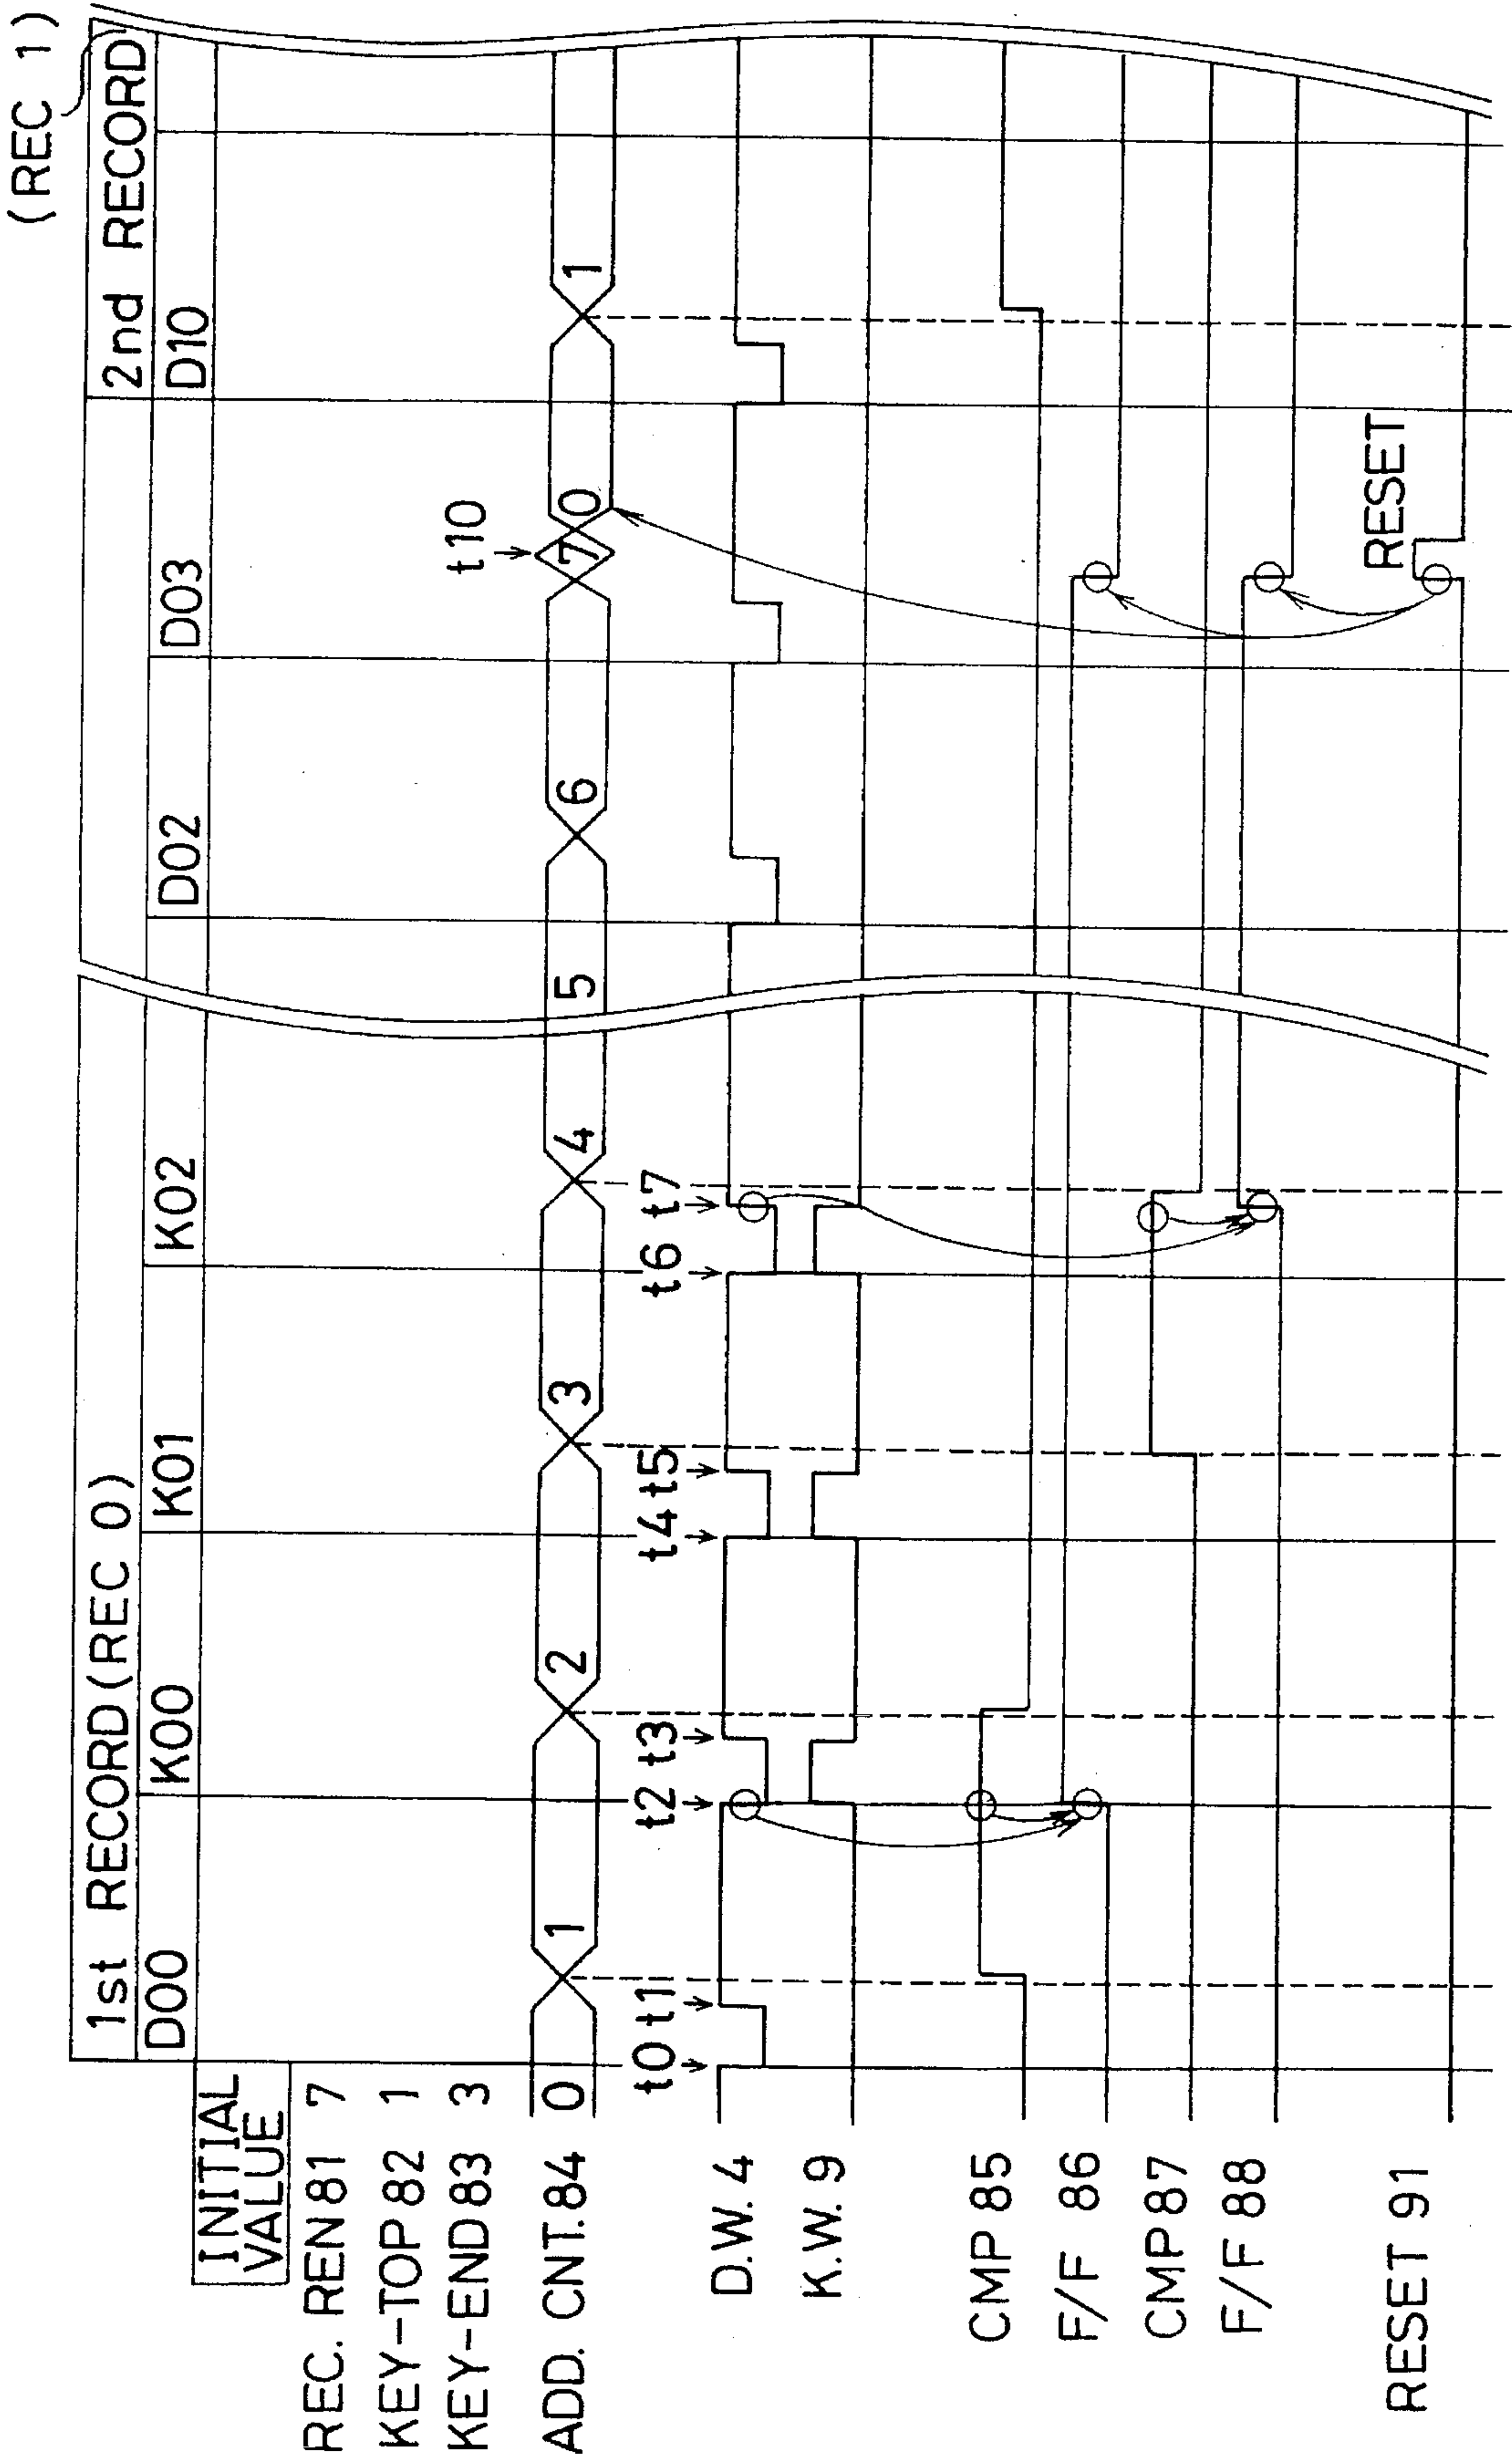 (REC 1)
1st RECORD (REC 0)
2nd RECORD
D00 K00 K01 K02 D02 D03 D10
INITIAL
VALUE
REC. REN 81 7
KEY-TOP 82 1
KEY-END 83 3
t10
ADD. CNT. 84 0 1 2 3 4 5 6 7 0 1
t0 t1 t2 t3 t4 t5 t6 t7
D.W. 4
K.W. 9
CMP 85
F/F 86
CMP 87
F/F 88
RESET
RESET 91